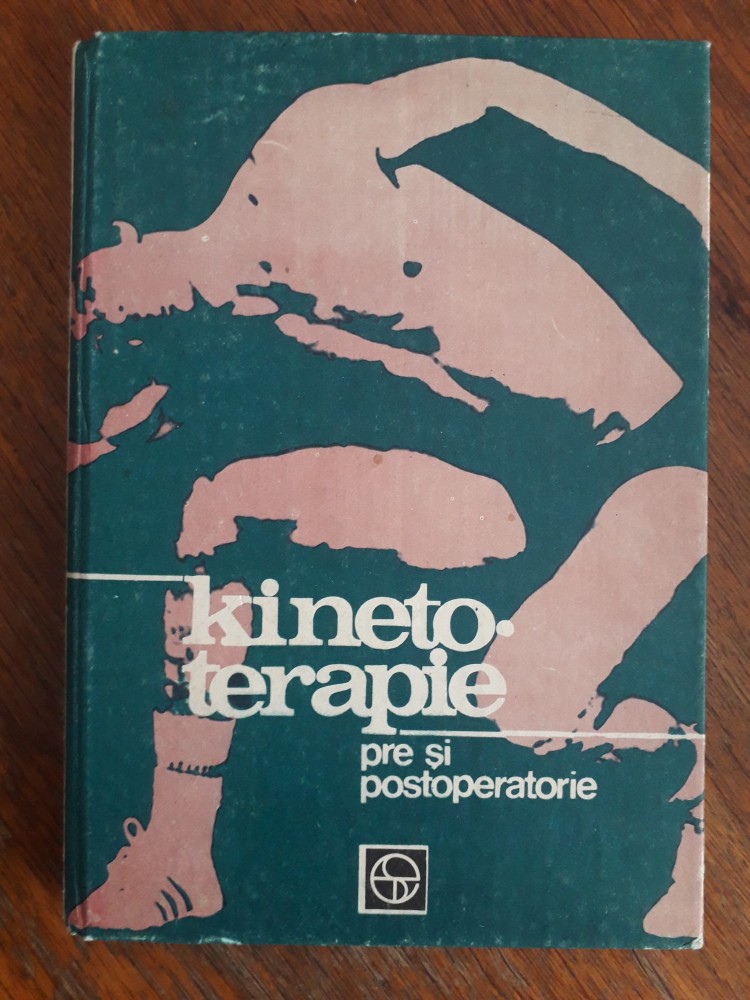 kineto.
terapie
pre și
postoperatorie